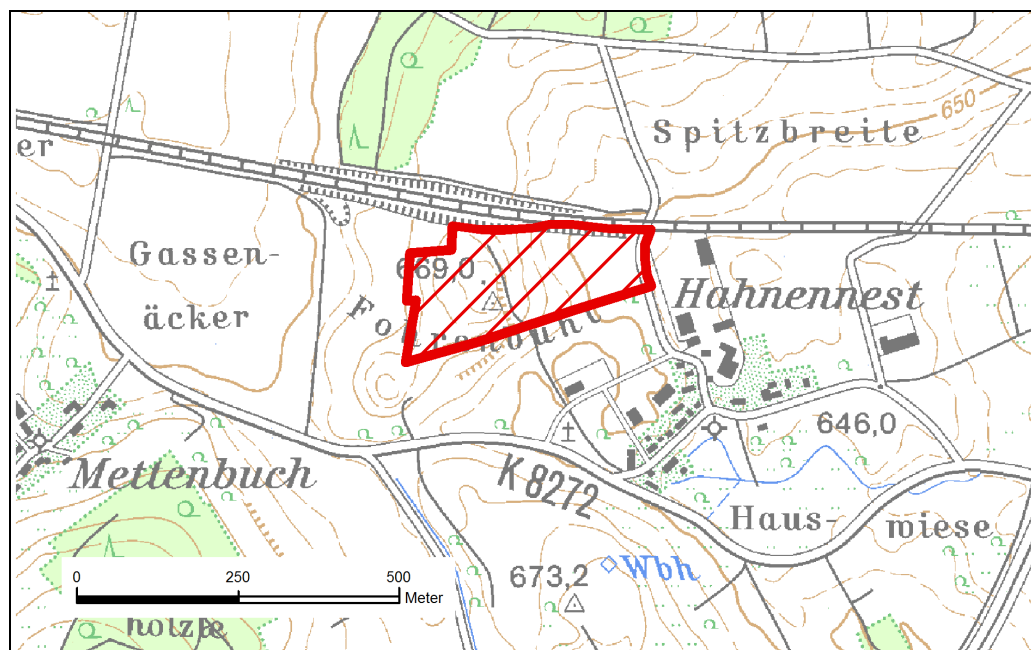 650
Spitzbreite
er
Gassen-
äcker
669,0
Hahnennest
646,0
Mettenbuch
K 8272
Haus-
wiese
673,2
Wbh
0
250
500
Meter